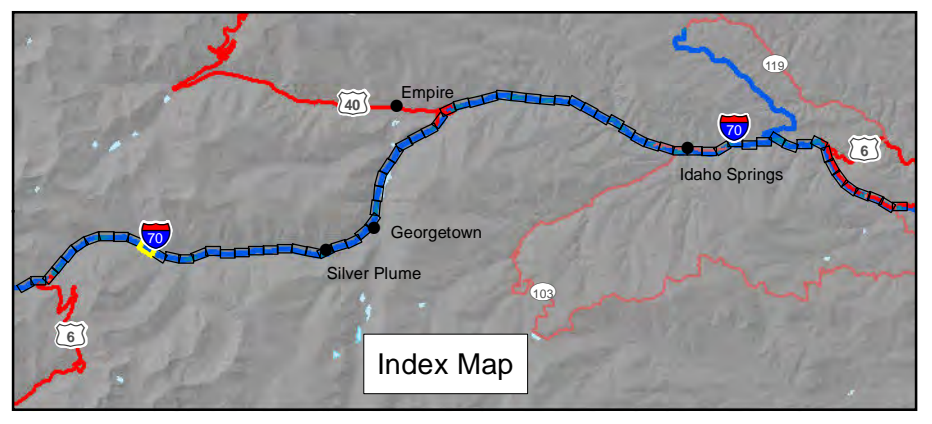 119
Empire
40
70
6
Idaho Springs
Georgetown
70
Silver Plume
103
6
Index Map